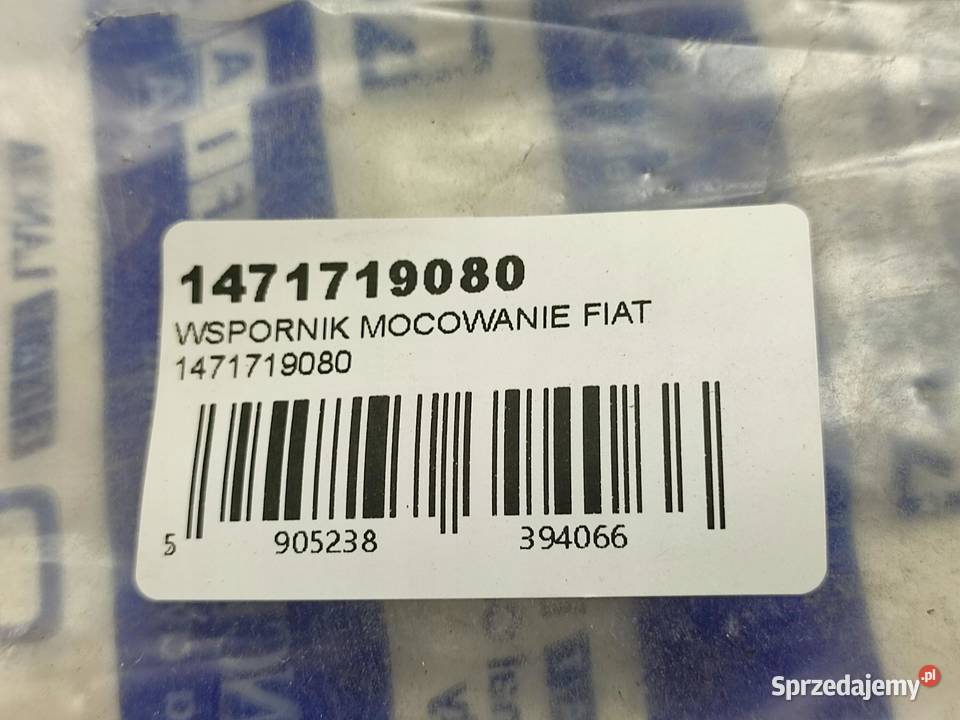 1471719080
WSPORNIK MOCOWANIE FIAT
1471719080
5 905238 394066
Sprzedajemy.pl